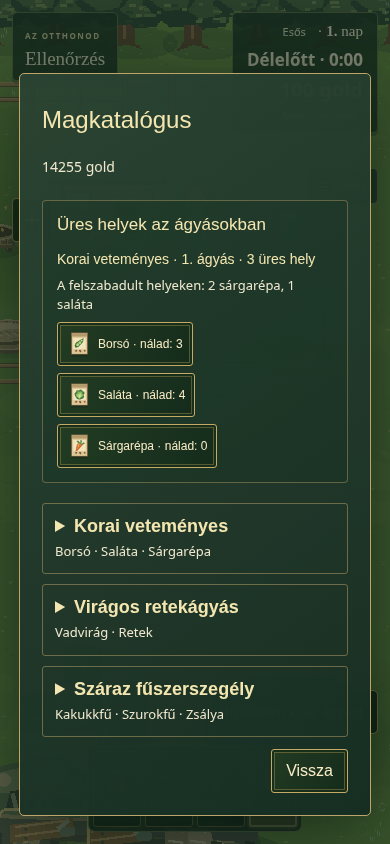 AZ OTTHONOD
Ellenőrzés
Esős · 1. nap
Délelőtt · 0:00
Magkatalógus
14255 gold
Üres helyek az ágyásokban
Korai veteményes · 1. ágyás · 3 üres hely
A felszabadult helyeken: 2 sárgarépa, 1
saláta
Borsó · nálad: 3
Saláta · nálad: 4
Sárgarépa · nálad: 0
Korai veteményes
Borsó · Saláta · Sárgarépa
Virágos retekágyás
Vadvirág · Retek
Száraz fűszerszegély
Kakukkfű · Szurokfű · Zsálya
Vissza